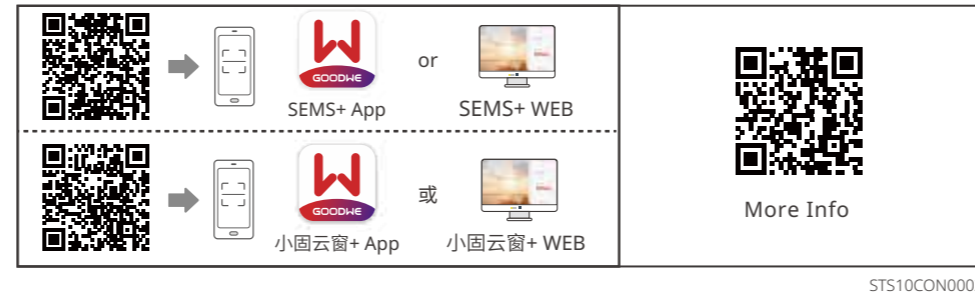 GOODWE
or
SEMS+ App
SEMS+ WEB
GOODWE
或
小固云窗+ App
小固云窗+ WEB
More Info
STS10CON000